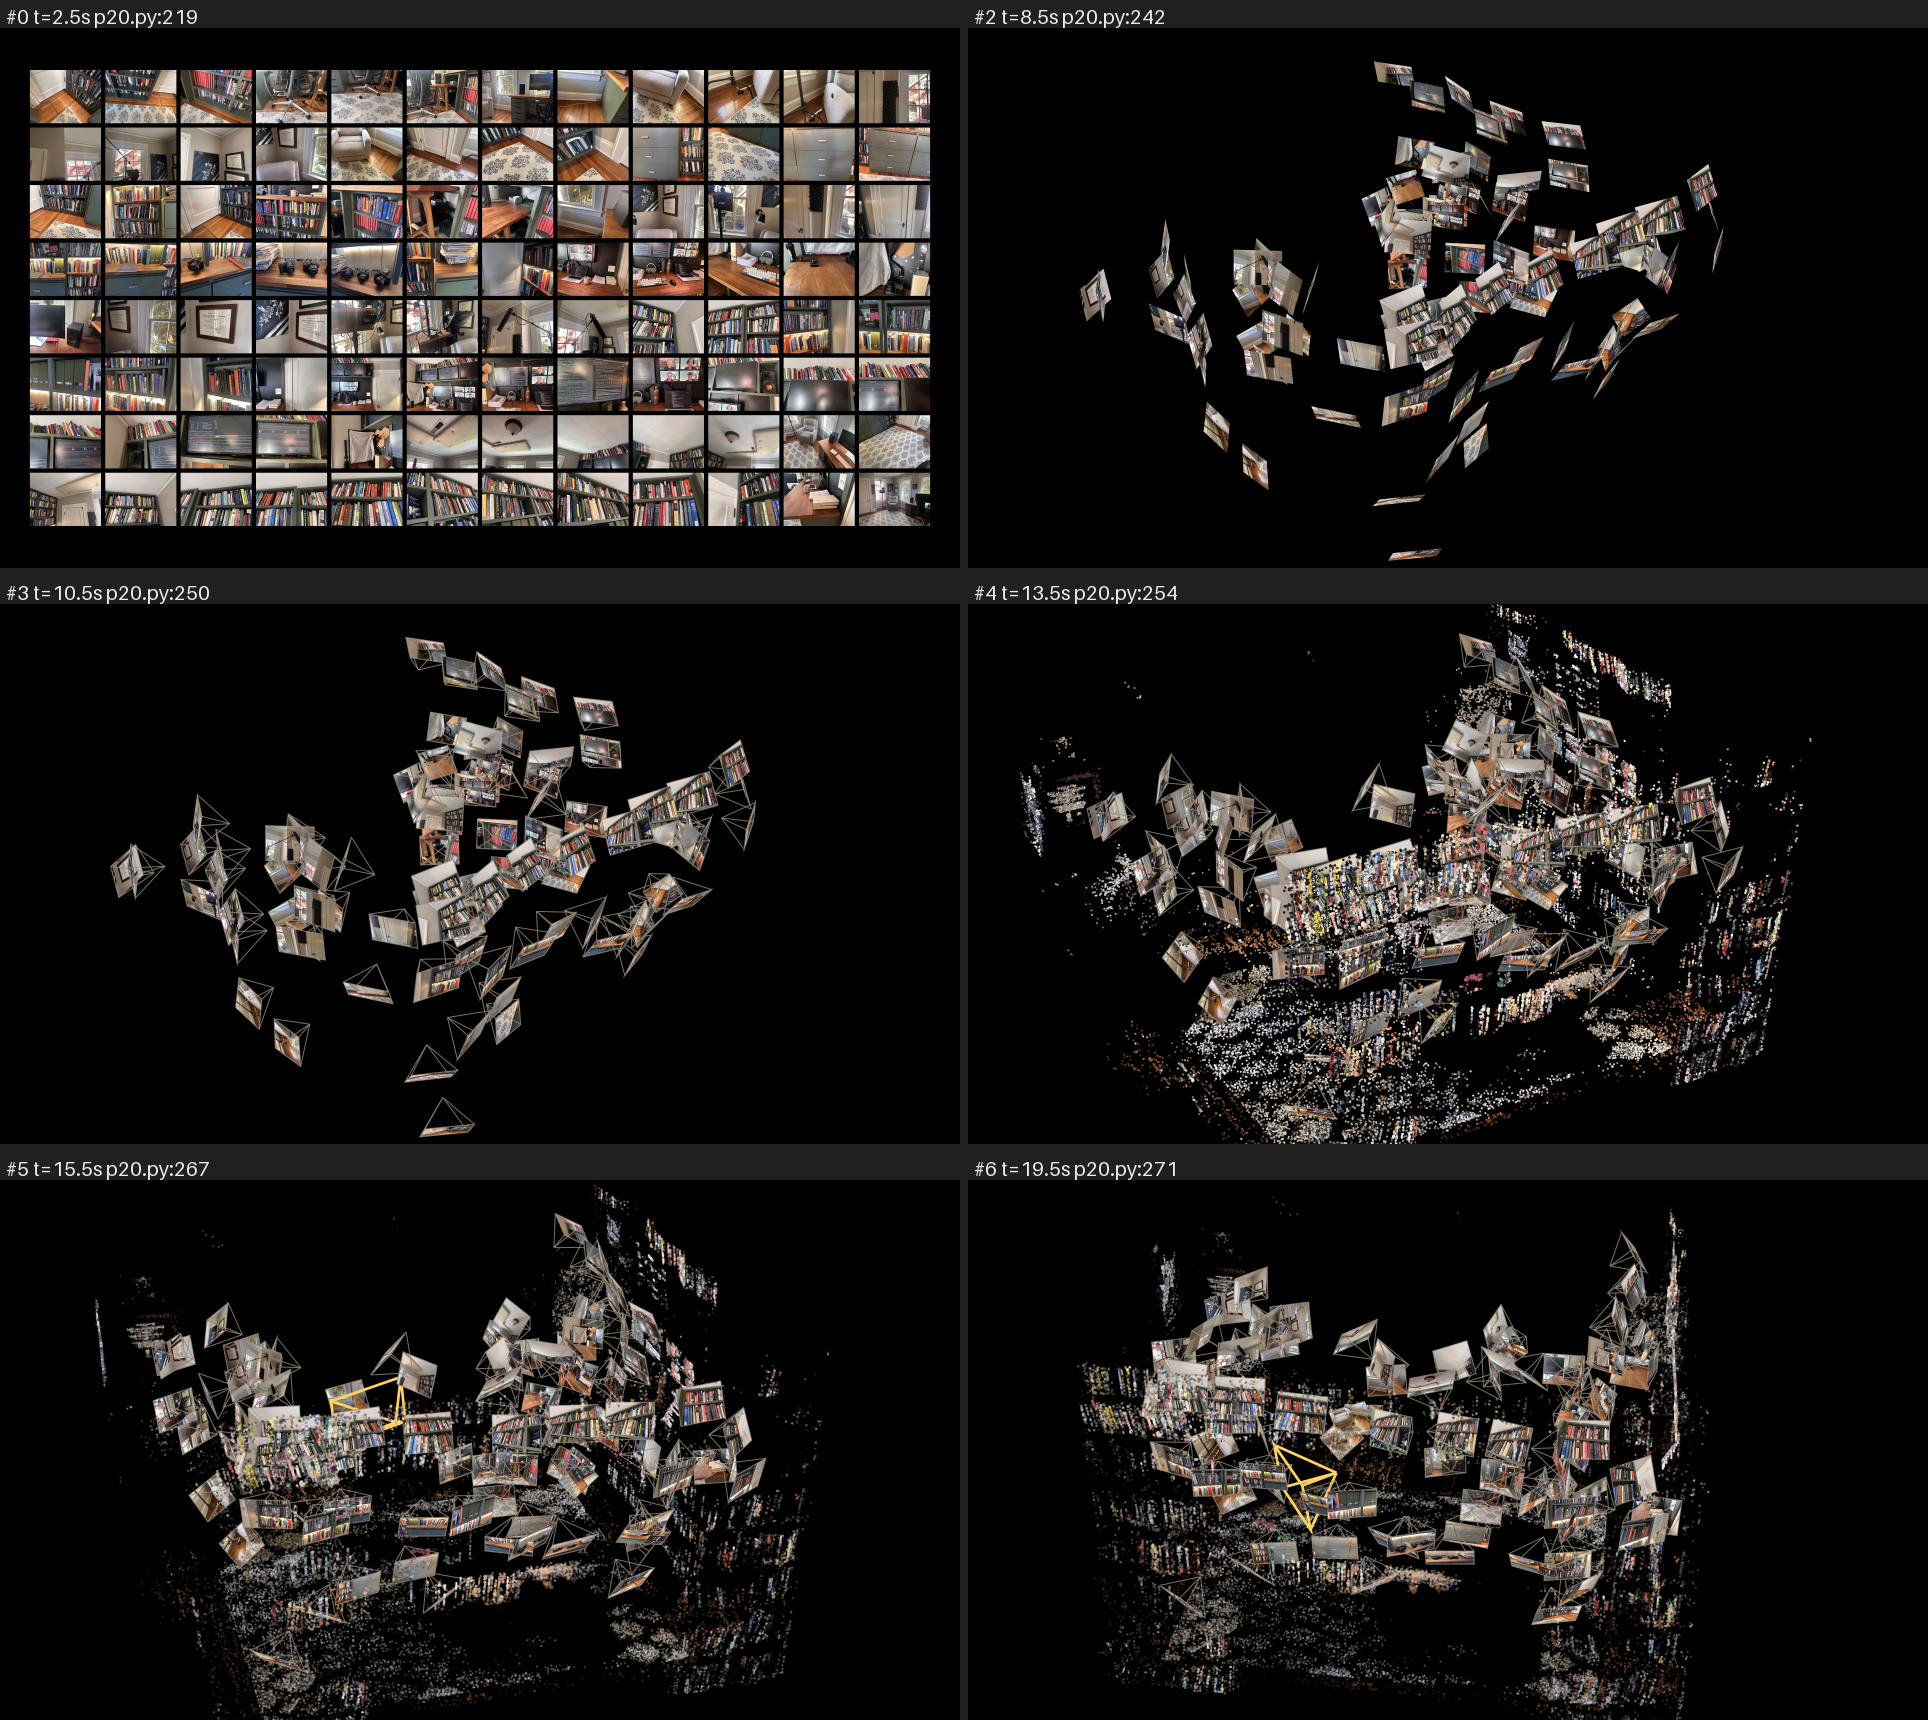 #0 t=2.5s p20.py:219
#2 t=8.5s p20.py:242
#3 t=10.5s p20.py:250
#4 t=13.5s p20.py:254
#5 t=15.5s p20.py:267
#6 t=19.5s p20.py:271